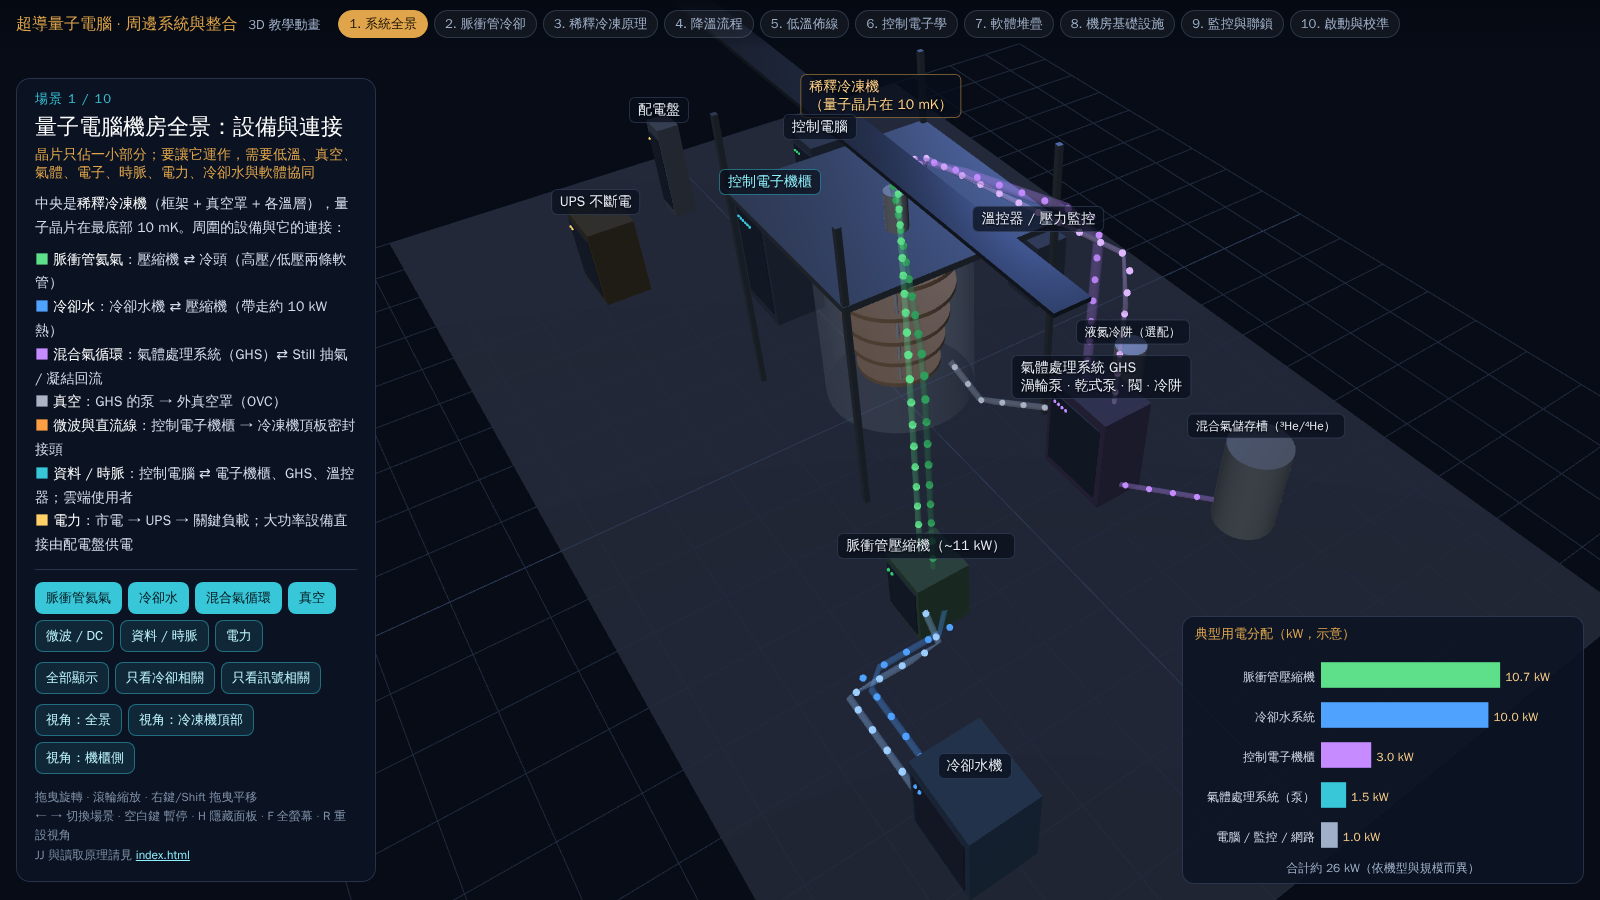 超導量子電腦 · 周邊系統與整合 3D 教學動畫 1. 系統全景 2. 脈衝管冷卻 3. 稀釋冷凍原理 4. 降溫流程 5. 低溫佈線 6. 控制電子學 7. 軟體堆疊 8. 機房基礎設施 9. 監控與聯鎖 10. 啟動與校準
場景 1 / 10
量子電腦機房全景：設備與連接
晶片只佔一小部分；要讓它運作，需要低溫、真空、
氣體、電子、時脈、電力、冷卻水與軟體協同
中央是稀釋冷凍機（框架 + 真空罩 + 各溫層），量
子晶片在最底部 10 mK。周圍的設備與它的連接：
脈衝管氦氣：壓縮機 ⇄ 冷頭（高壓/低壓兩條軟
管）
冷卻水：冷卻水機 ⇄ 壓縮機（帶走約 10 kW
熱）
混合氣循環：氣體處理系統（GHS）⇄ Still 抽氣
/ 凝結回流
真空：GHS 的泵 → 外真空罩（OVC）
微波與直流線：控制電子機櫃 → 冷凍機頂板密封
接頭
資料 / 時脈：控制電腦 ⇄ 電子機櫃、GHS、溫控
器；雲端使用者
電力：市電 → UPS → 關鍵負載；大功率設備直
接由配電盤供電
脈衝管氦氣 冷卻水 混合氣循環 真空
微波 / DC 資料 / 時脈 電力
全部顯示 只看冷卻相關 只看訊號相關
視角：全景 視角：冷凍機頂部
視角：機櫃側
拖曳旋轉 · 滾輪縮放 · 右鍵/Shift 拖曳平移
← → 切換場景 · 空白鍵 暫停 · H 隱藏面板 · F 全螢幕 · R 重
設視角
JJ 與讀取原理請見 index.html
稀釋冷凍機
（量子晶片在 10 mK）
配電盤
控制電腦
控制電子機櫃
UPS 不斷電
溫控器 / 壓力監控
液氮冷阱（選配）
氣體處理系統 GHS
渦輪泵 · 乾式泵 · 閥 · 冷阱
混合氣儲存槽（³He/⁴He）
脈衝管壓縮機（~11 kW）
冷卻水機
典型用電分配（kW，示意）
脈衝管壓縮機 10.7 kW
冷卻水系統 10.0 kW
控制電子機櫃 3.0 kW
氣體處理系統（泵） 1.5 kW
電腦 / 監控 / 網路 1.0 kW
合計約 26 kW（依機型與規模而異）